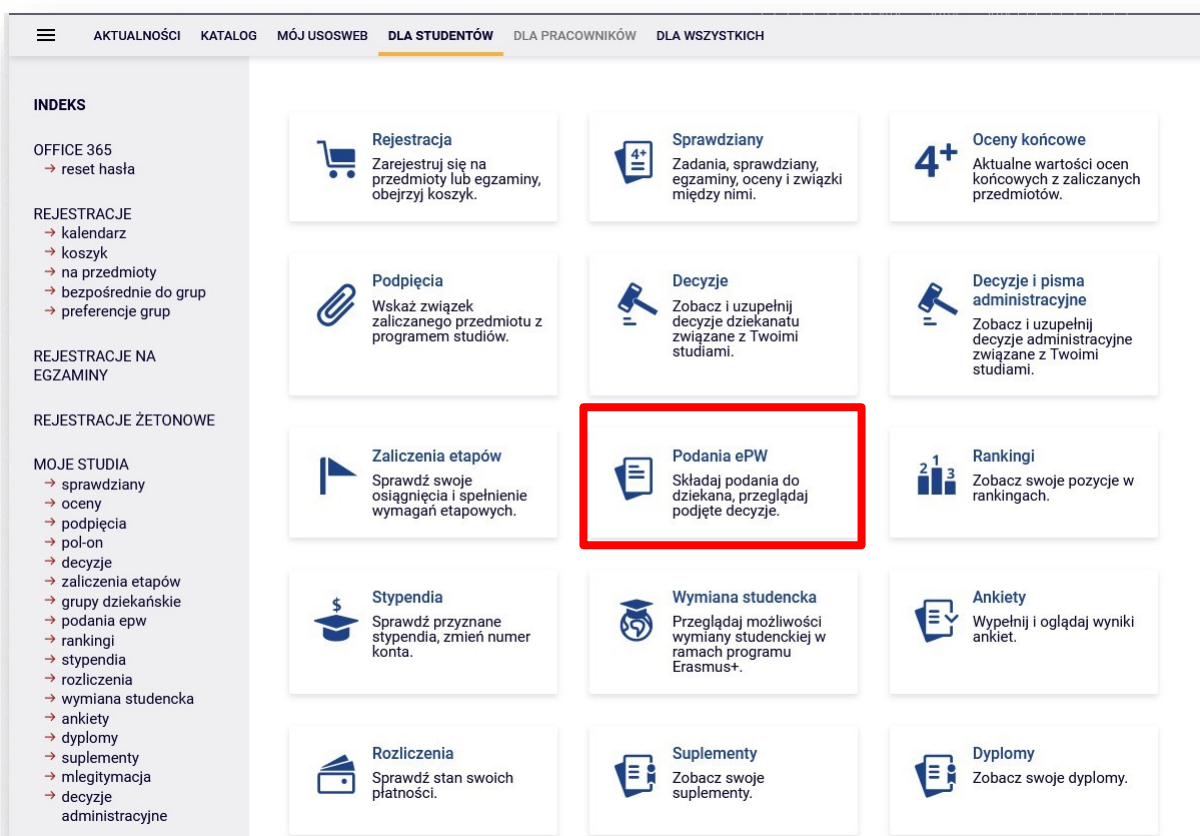 AKTUALNOŚCI KATALOG MÓJ USOSWEB DLA STUDENTÓW DLA PRACOWNIKÓW DLA WSZYSTKICH
INDEKS
OFFICE 365
→ reset hasła
REJESTRACJE
→ kalendarz
→ koszyk
→ na przedmioty
→ bezpośrednie do grup
→ preferencje grup
REJESTRACJE NA
EGZAMINY
REJESTRACJE ŻETONOWE
MOJE STUDIA
→ sprawdziany
→ oceny
→ podpięcia
→ pol-on
→ decyzje
→ zaliczenia etapów
→ grupy dziekańskie
→ podania epw
→ rankingi
→ stypendia
→ rozliczenia
→ wymiana studencka
→ ankiety
→ dyplomy
→ suplementy
→ mlegitymacja
→ decyzje
administracyjne
Rejestracja
Zarejestruj się na
przedmioty lub egzaminy,
obejrzyj koszyk.
4+
Sprawdziany
Zadania, sprawdziany,
egzaminy, oceny i związki
między nimi.
4+
Oceny końcowe
Aktualne wartości ocen
końcowych z zaliczanych
przedmiotów.
Podpięcia
Wskaż związek
zaliczanego przedmiotu z
programem studiów.
Decyzje
Zobacz i uzupełnij
decyzje dziekanatu
związane z Twoimi
studiami.
Decyzje i pisma
administracyjne
Zobacz i uzupełnij
decyzje administracyjne
związane z Twoimi
studiami.
Zaliczenia etapów
Sprawdź swoje
osiągnięcia i spełnienie
wymagań etapowych.
Podania ePW
Składaj podania do
dziekana, przeglądaj
podjęte decyzje.
2 1 3
Rankingi
Zobacz swoje pozycje w
rankingach.
$
Stypendia
Sprawdź przyznane
stypendia, zmień numer
konta.
Wymiana studencka
Przeglądaj możliwości
wymiany studenckiej w
ramach programu
Erasmus+.
Ankiety
Wypełnij i oglądaj wyniki
ankiet.
Rozliczenia
Sprawdź stan swoich
płatności.
Suplementy
Zobacz swoje
suplementy.
Dyplomy
Zobacz swoje dyplomy.